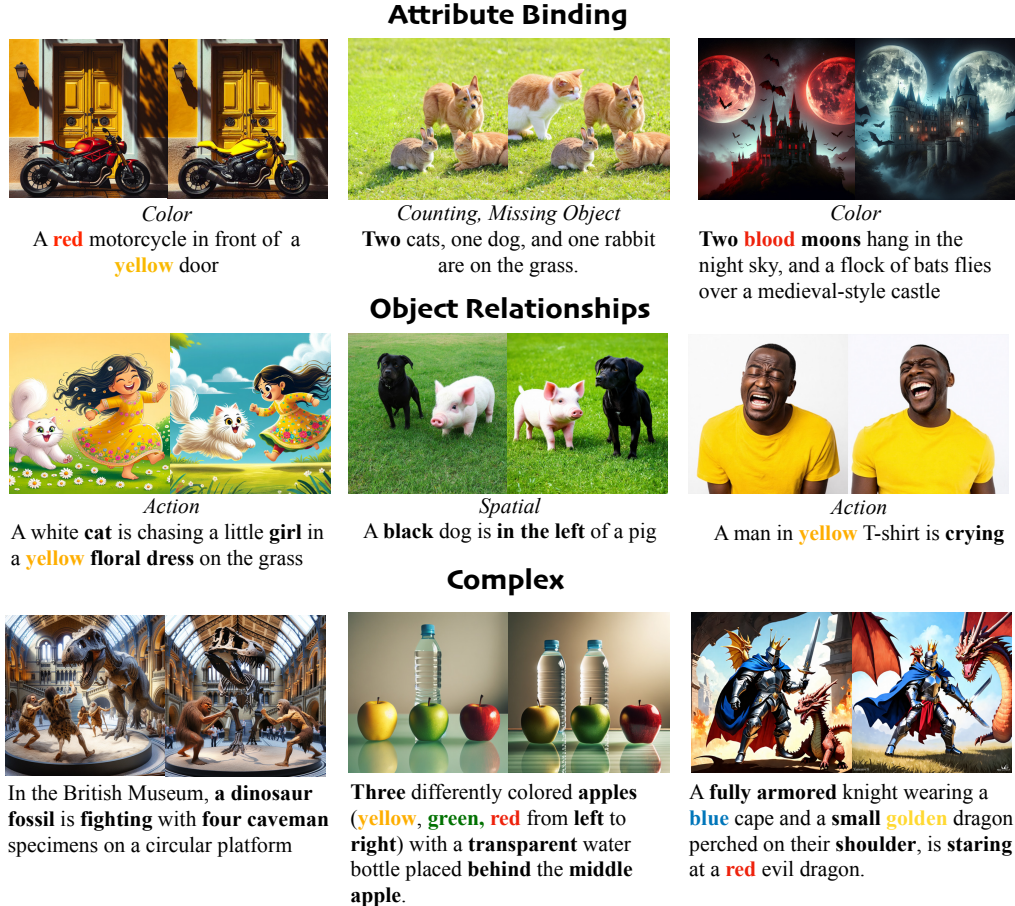 Attribute Binding
Color
A red motorcycle in front of a
yellow door
Counting, Missing Object
Two cats, one dog, and one rabbit
are on the grass.
Color
Two blood moons hang in the
night sky, and a flock of bats flies
over a medieval-style castle
Object Relationships
Action
A white cat is chasing a little girl in
a yellow floral dress on the grass
Spatial
A black dog is in the left of a pig
Action
A man in yellow T-shirt is crying
Complex
In the British Museum, a dinosaur
fossil is fighting with four caveman
specimens on a circular platform
Three differently colored apples
(yellow, green, red from left to
right) with a transparent water
bottle placed behind the middle
apple.
A fully armored knight wearing a
blue cape and a small golden dragon
perched on their shoulder, is staring
at a red evil dragon.